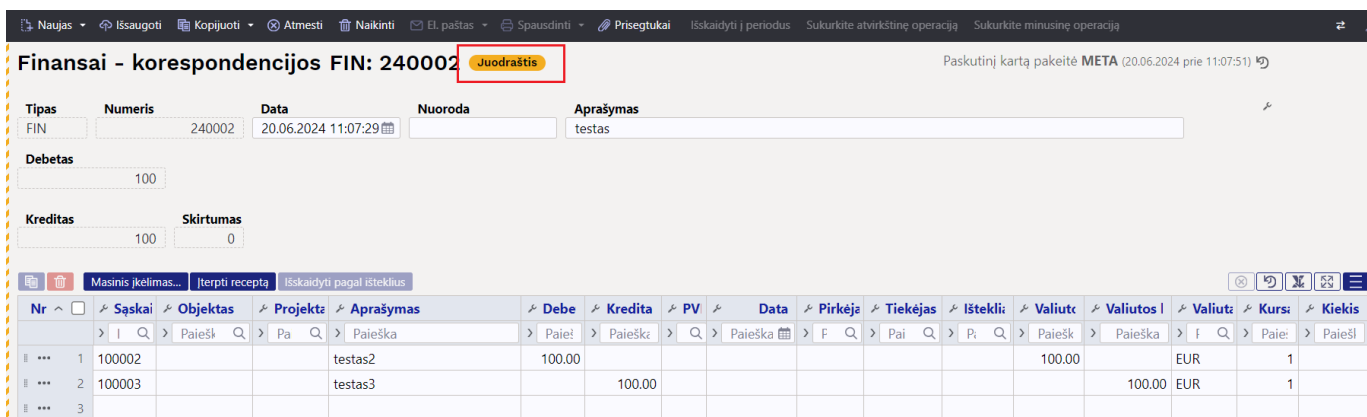 Naujas Išsaugoti Kopijuoti Atmesti Naikinti El. paštas Spausdinti Prisegtukai Išskaidyti į periodus Sukurkite atvirkštinę operaciją Sukurkite minusinę operaciją
Finansai - korespondencijos FIN: 240002 Juodraštis Paskutinį kartą pakeitė META (20.06.2024 prie 11:07:51)
Tipas Numeris Data Nuoroda Aprašymas
FIN 240002 20.06.2024 11:07:29 testas
Debetas
100
Kreditas Skirtumas
100 0
Masinis įkėlimas... Įterpti receptą Išskaidyti pagal išteklius
Nr Sąskai Objektas Projekta Aprašymas Debe Kredita PV Data Pirkėja Tiekėjas Ištekli Valiuto Valiutos Valiuta Kursa Kiekis
Paiešk Pa Paieška Paie Paieška Paieška Pai Paiešk Paieška Paie Paieš
1 100002 testas2 100.00 100.00 EUR 1
2 100003 testas3 100.00 100.00 EUR 1
3